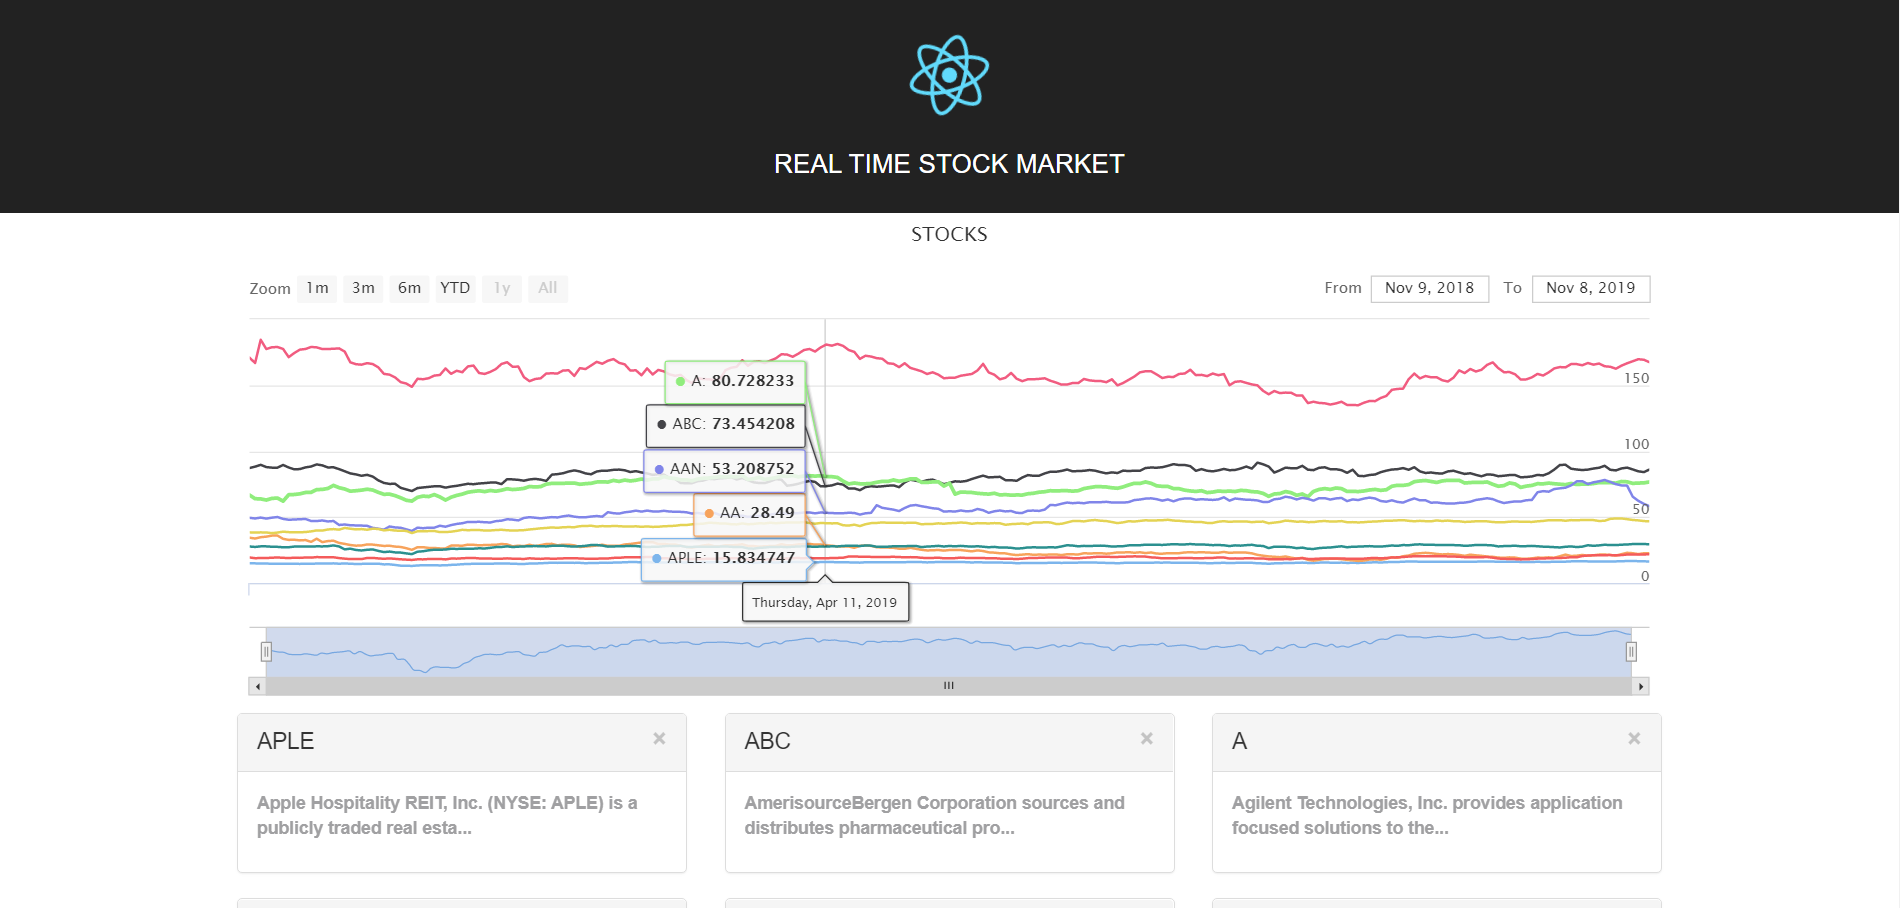 REAL TIME STOCK MARKET
STOCKS
Zoom 1m 3m 6m YTD 1y All From Nov 9, 2018 To Nov 8, 2019
A: 80.728233
150
ABC: 73.454208
100
AAN: 53.208752
AA: 28.49
50
APLE: 15.834747
0
Thursday, Apr 11, 2019
APLE ×
Apple Hospitality REIT, Inc. (NYSE: APLE) is a
publicly traded real esta...
ABC ×
AmerisourceBergen Corporation sources and
distributes pharmaceutical pro...
A ×
Agilent Technologies, Inc. provides application
focused solutions to the...